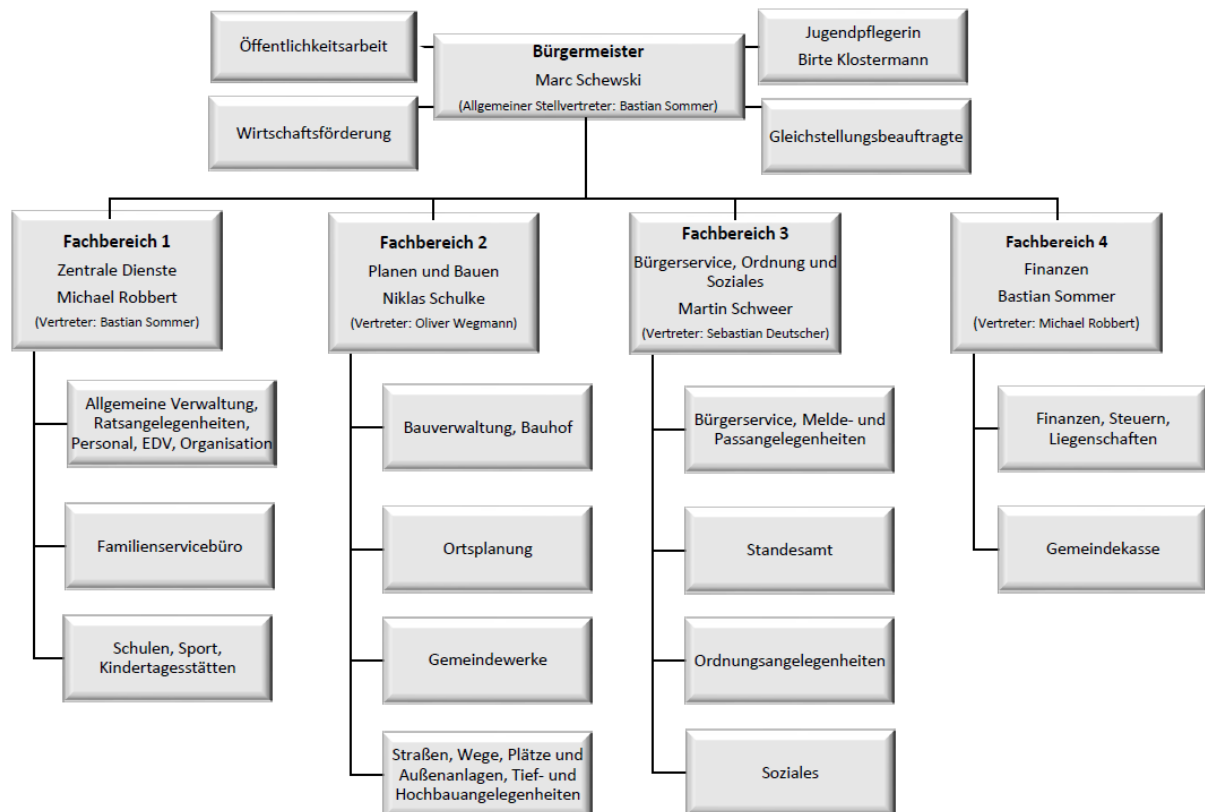 Öffentlichkeitsarbeit
Bürgermeister
Marc Schewski
(Allgemeiner Stellvertreter: Bastian Sommer)
Jugendpflegerin
Birte Klostermann
Wirtschaftsförderung
Gleichstellungsbeauftragte
Fachbereich 1
Zentrale Dienste
Michael Robbert
(Vertreter: Bastian Sommer)
Allgemeine Verwaltung,
Ratsangelegenheiten,
Personal, EDV, Organisation
Familienservicebüro
Schulen, Sport,
Kindertagesstätten
Fachbereich 2
Planen und Bauen
Niklas Schulke
(Vertreter: Oliver Wegmann)
Bauverwaltung, Bauhof
Ortsplanung
Gemeindewerke
Straßen, Wege, Plätze und
Außenanlagen, Tief- und
Hochbauangelegenheiten
Fachbereich 3
Bürgerservice, Ordnung und
Soziales
Martin Schweer
(Vertreter: Sebastian Deutscher)
Bürgerservice, Melde- und
Passangelegenheiten
Standesamt
Ordnungsangelegenheiten
Soziales
Fachbereich 4
Finanzen
Bastian Sommer
(Vertreter: Michael Robbert)
Finanzen, Steuern,
Liegenschaften
Gemeindekasse